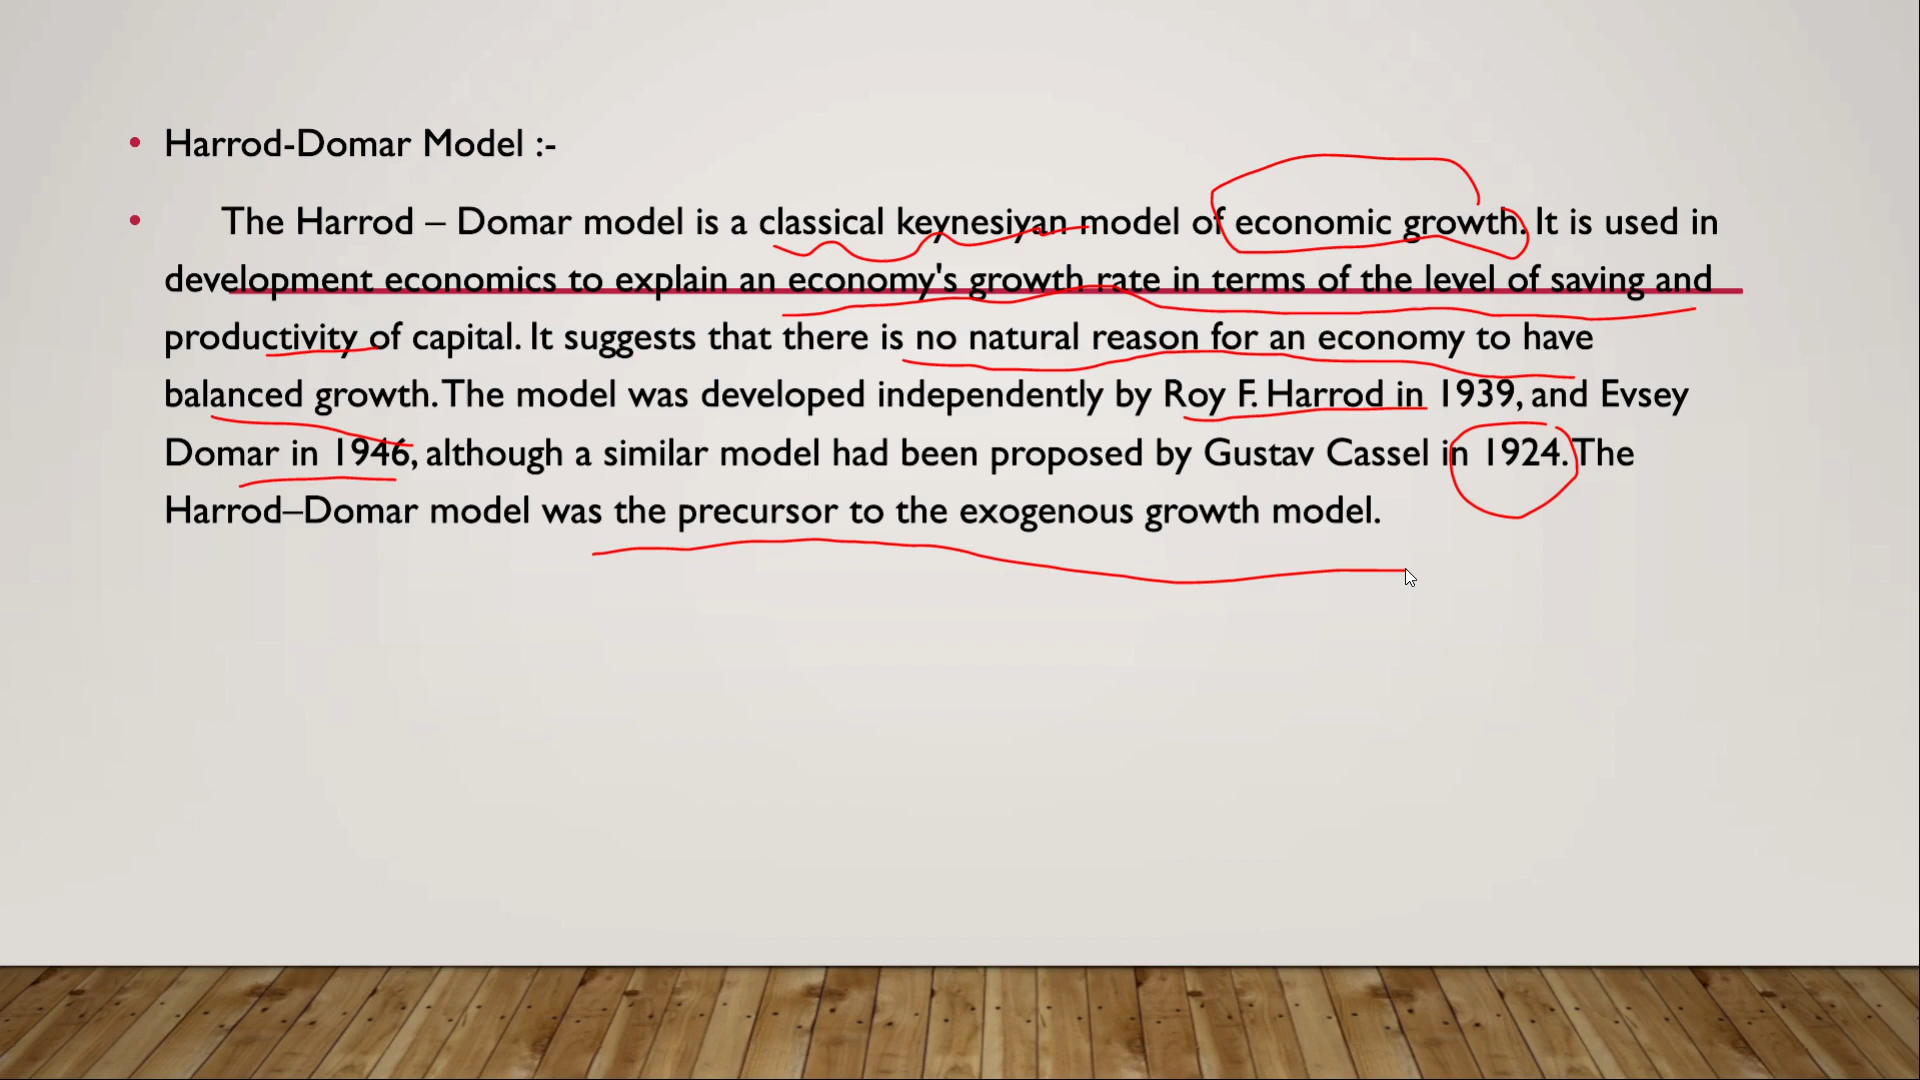 • Harrod-Domar Model :-
• The Harrod – Domar model is a classical keynesiyan model of economic growth. It is used in
development economics to explain an economy's growth rate in terms of the level of saving and
productivity of capital. It suggests that there is no natural reason for an economy to have
balanced growth. The model was developed independently by Roy F. Harrod in 1939, and Evsey
Domar in 1946, although a similar model had been proposed by Gustav Cassel in 1924. The
Harrod–Domar model was the precursor to the exogenous growth model.